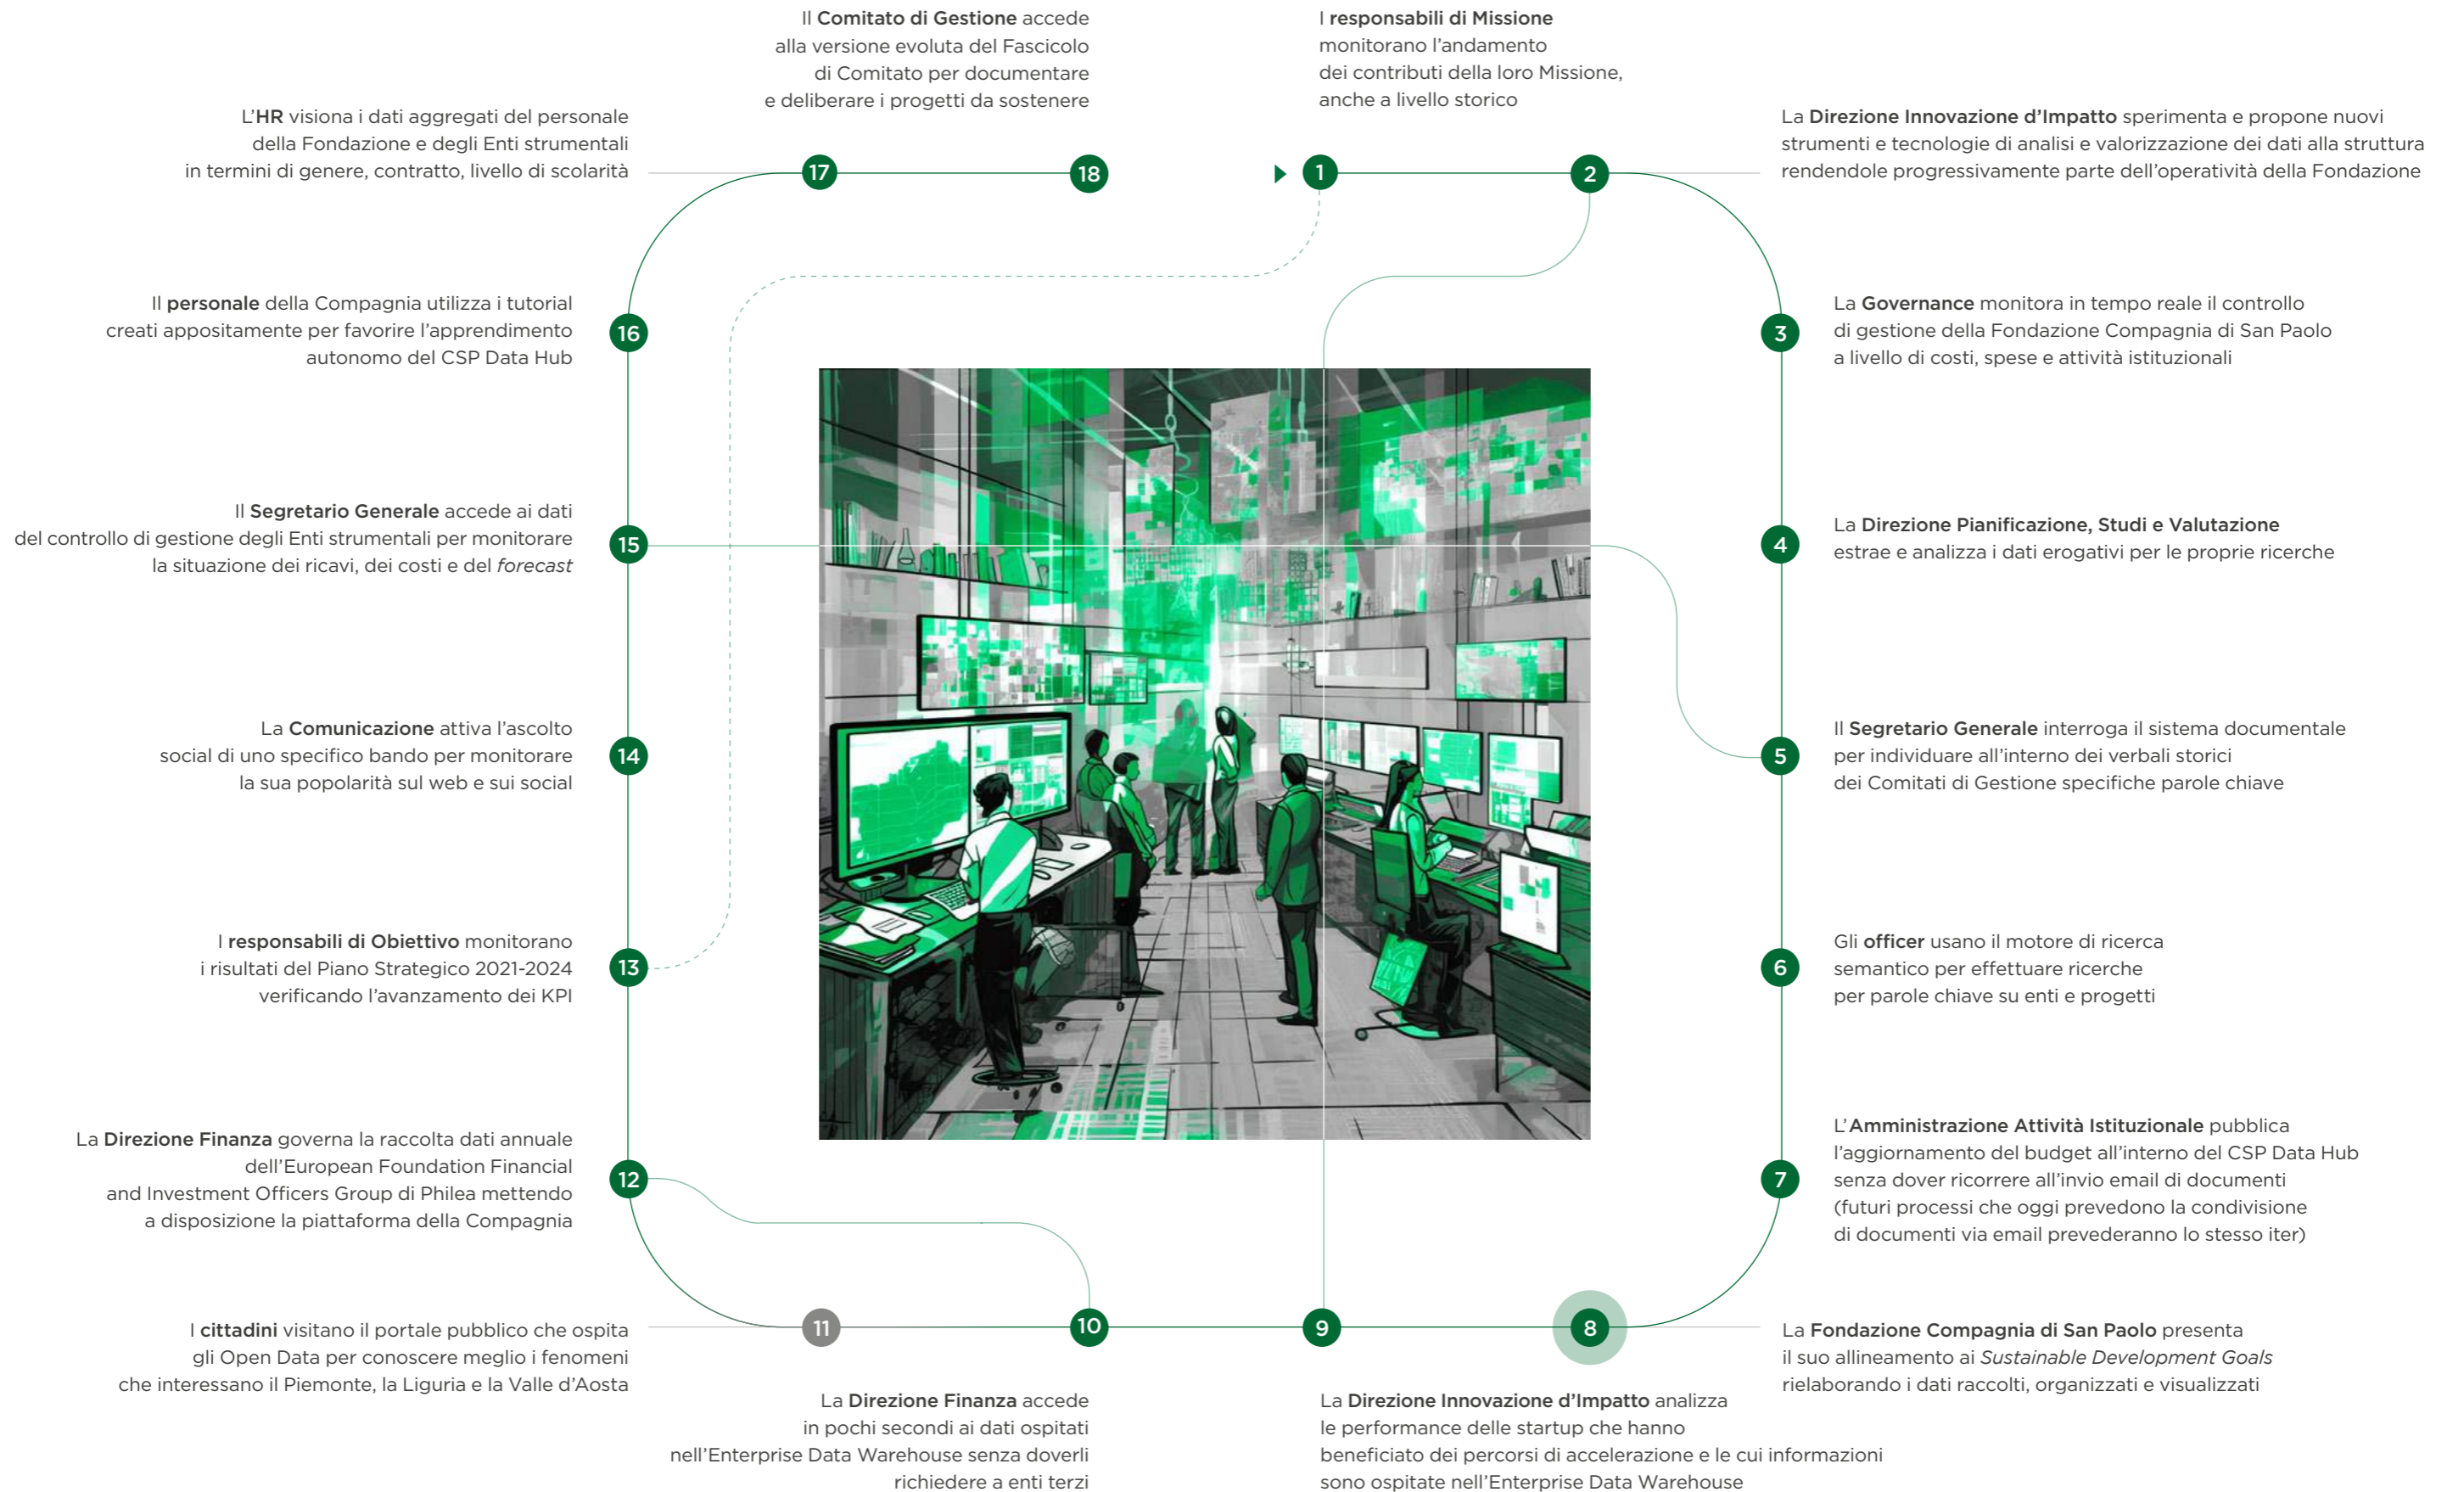 I responsabili di Missione
monitorano l'andamento
dei contributi della loro Missione,
anche a livello storico
1
La Direzione Innovazione d'Impatto sperimenta e propone nuovi
strumenti e tecnologie di analisi e valorizzazione dei dati alla struttura
rendendole progressivamente parte dell'operatività della Fondazione
2
La Governance monitora in tempo reale il controllo
di gestione della Fondazione Compagnia di San Paolo
a livello di costi, spese e attività istituzionali
3
La Direzione Pianificazione, Studi e Valutazione
estrae e analizza i dati erogativi per le proprie ricerche
4
Il Segretario Generale interroga il sistema documentale
per individuare all'interno dei verbali storici
dei Comitati di Gestione specifiche parole chiave
5
Gli officer usano il motore di ricerca
semantico per effettuare ricerche
per parole chiave su enti e progetti
6
L'Amministrazione Attività Istituzionale pubblica
l'aggiornamento del budget all'interno del CSP Data Hub
senza dover ricorrere all'invio email di documenti
(futuri processi che oggi prevedono la condivisione
di documenti via email prevederanno lo stesso iter)
7
La Fondazione Compagnia di San Paolo presenta
il suo allineamento ai Sustainable Development Goals
rielaborando i dati raccolti, organizzati e visualizzati
8
La Direzione Innovazione d'Impatto analizza
le performance delle startup che hanno
beneficiato dei percorsi di accelerazione e le cui informazioni
sono ospitate nell'Enterprise Data Warehouse
9
La Direzione Finanza accede
in pochi secondi ai dati ospitati
nell'Enterprise Data Warehouse senza doverli
richiedere a enti terzi
10
I cittadini visitano il portale pubblico che ospita
gli Open Data per conoscere meglio i fenomeni
che interessano il Piemonte, la Liguria e la Valle d'Aosta
11
La Direzione Finanza governa la raccolta dati annuale
dell'European Foundation Financial
and Investment Officers Group di Philea mettendo
a disposizione la piattaforma della Compagnia
12
I responsabili di Obiettivo monitorano
i risultati del Piano Strategico 2021-2024
verificando l'avanzamento dei KPI
13
La Comunicazione attiva l'ascolto
social di uno specifico bando per monitorare
la sua popolarità sul web e sui social
14
Il Segretario Generale accede ai dati
del controllo di gestione degli Enti strumentali per monitorare
la situazione dei ricavi, dei costi e del forecast
15
Il personale della Compagnia utilizza i tutorial
creati appositamente per favorire l'apprendimento
autonomo del CSP Data Hub
16
L'HR visiona i dati aggregati del personale
della Fondazione e degli Enti strumentali
in termini di genere, contratto, livello di scolarità
17
Il Comitato di Gestione accede
alla versione evoluta del Fascicolo
di Comitato per documentare
e deliberare i progetti da sostenere
18